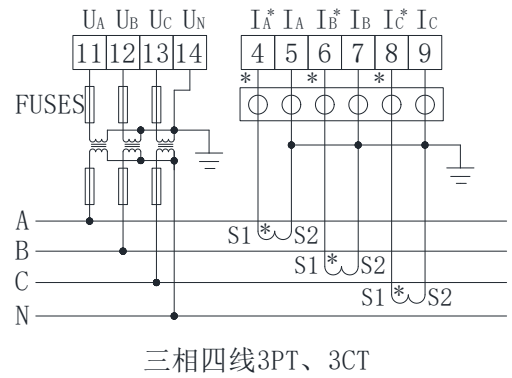 UA UB UC UN IA* IA IB* IB IC* IC
11 12 13 14 4 5 6 7 8 9
* * *
FUSES
A
S1 * S2
B
S1 * S2
C
S1 * S2
N
三相四线3PT、3CT